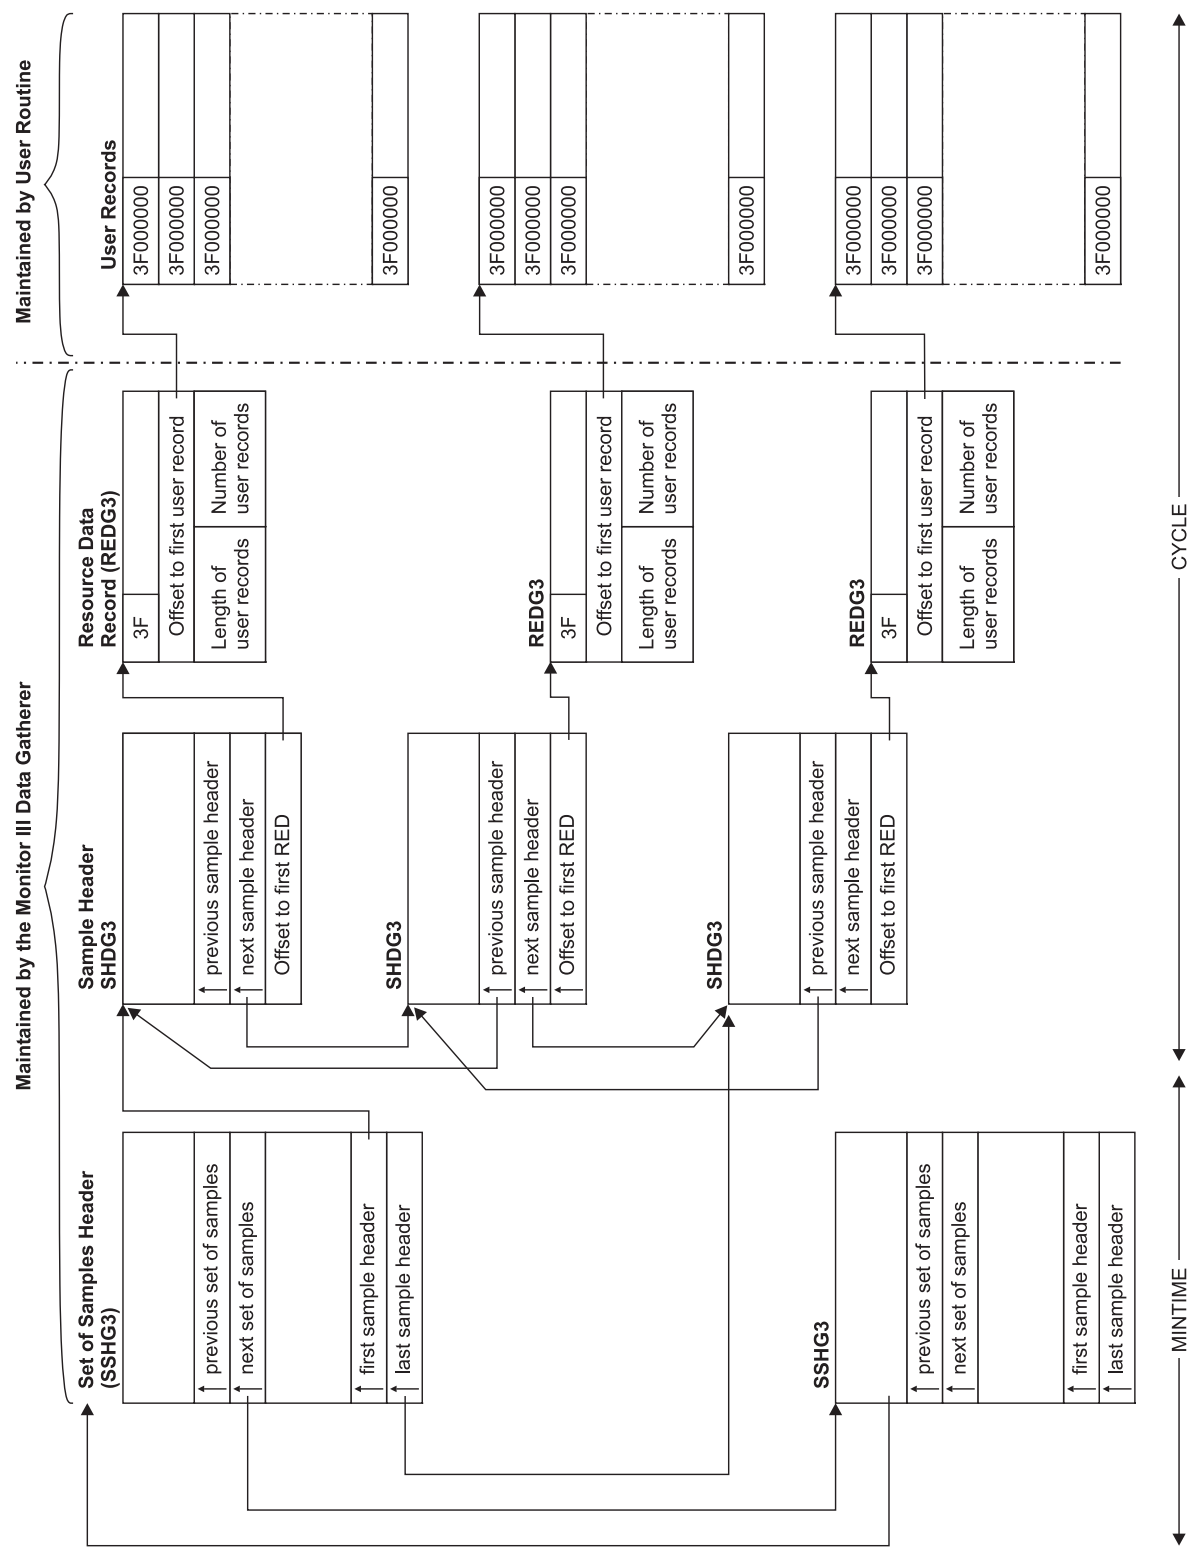 Maintained by the Monitor III Data Gatherer
Maintained by User Routine
Set of Samples Header
(SSHG3)
previous set of samples
next set of samples
first sample header
last sample header
Sample Header
SHDG3
previous sample header
next sample header
Offset to first RED
Resource Data
Record (REDG3)
3F
Offset to first user record
Length of
user records
Number of
user records
User Records
3F000000
3F000000
3F000000
3F000000
SHDG3
previous sample header
next sample header
Offset to first RED
REDG3
3F
Offset to first user record
Length of
user records
Number of
user records
3F000000
3F000000
3F000000
3F000000
SSHG3
previous set of samples
next set of samples
first sample header
last sample header
SHDG3
previous sample header
next sample header
Offset to first RED
REDG3
3F
Offset to first user record
Length of
user records
Number of
user records
3F000000
3F000000
3F000000
3F000000
MINTIME
CYCLE